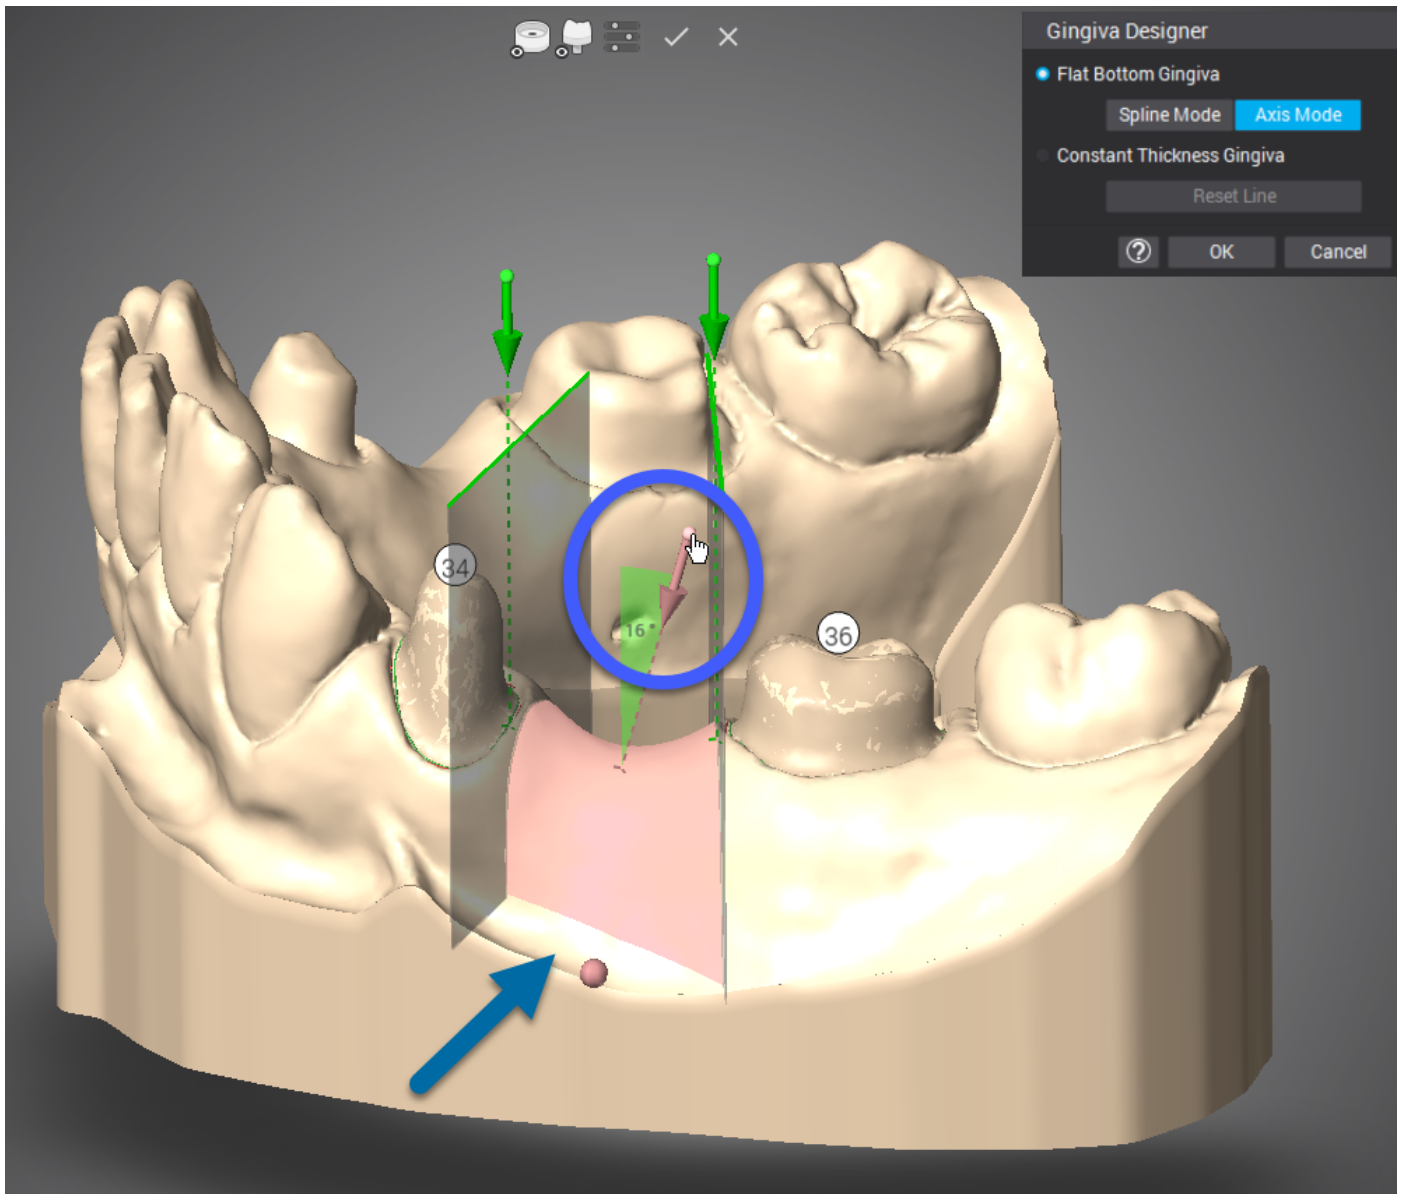 Gingiva Designer
Flat Bottom Gingiva
Spline Mode Axis Mode
Constant Thickness Gingiva
Reset Line
? OK Cancel
34
16°
36